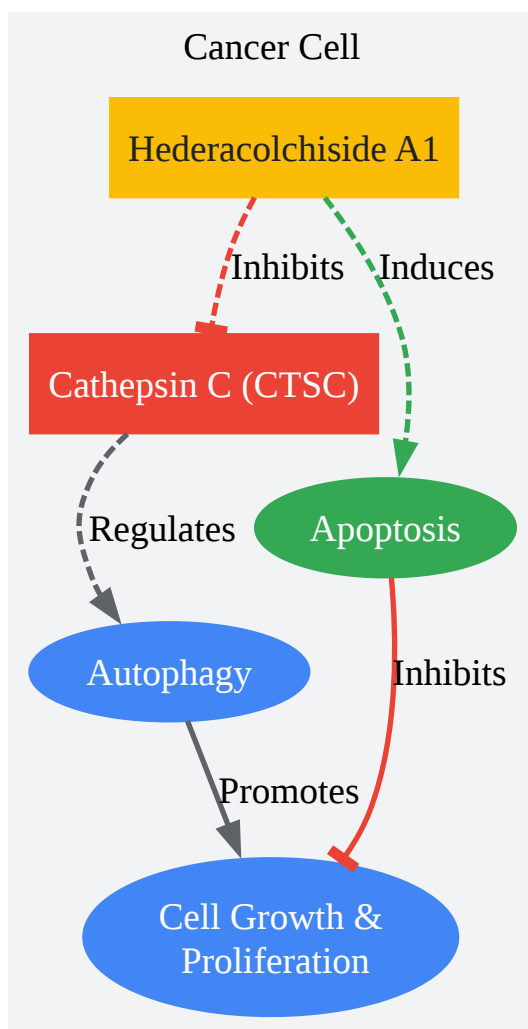 Cancer Cell
Hederacolchiside A1
Inhibits
Induces
Cathepsin C (CTSC)
Regulates
Apoptosis
Autophagy
Inhibits
Promotes
Cell Growth &
Proliferation